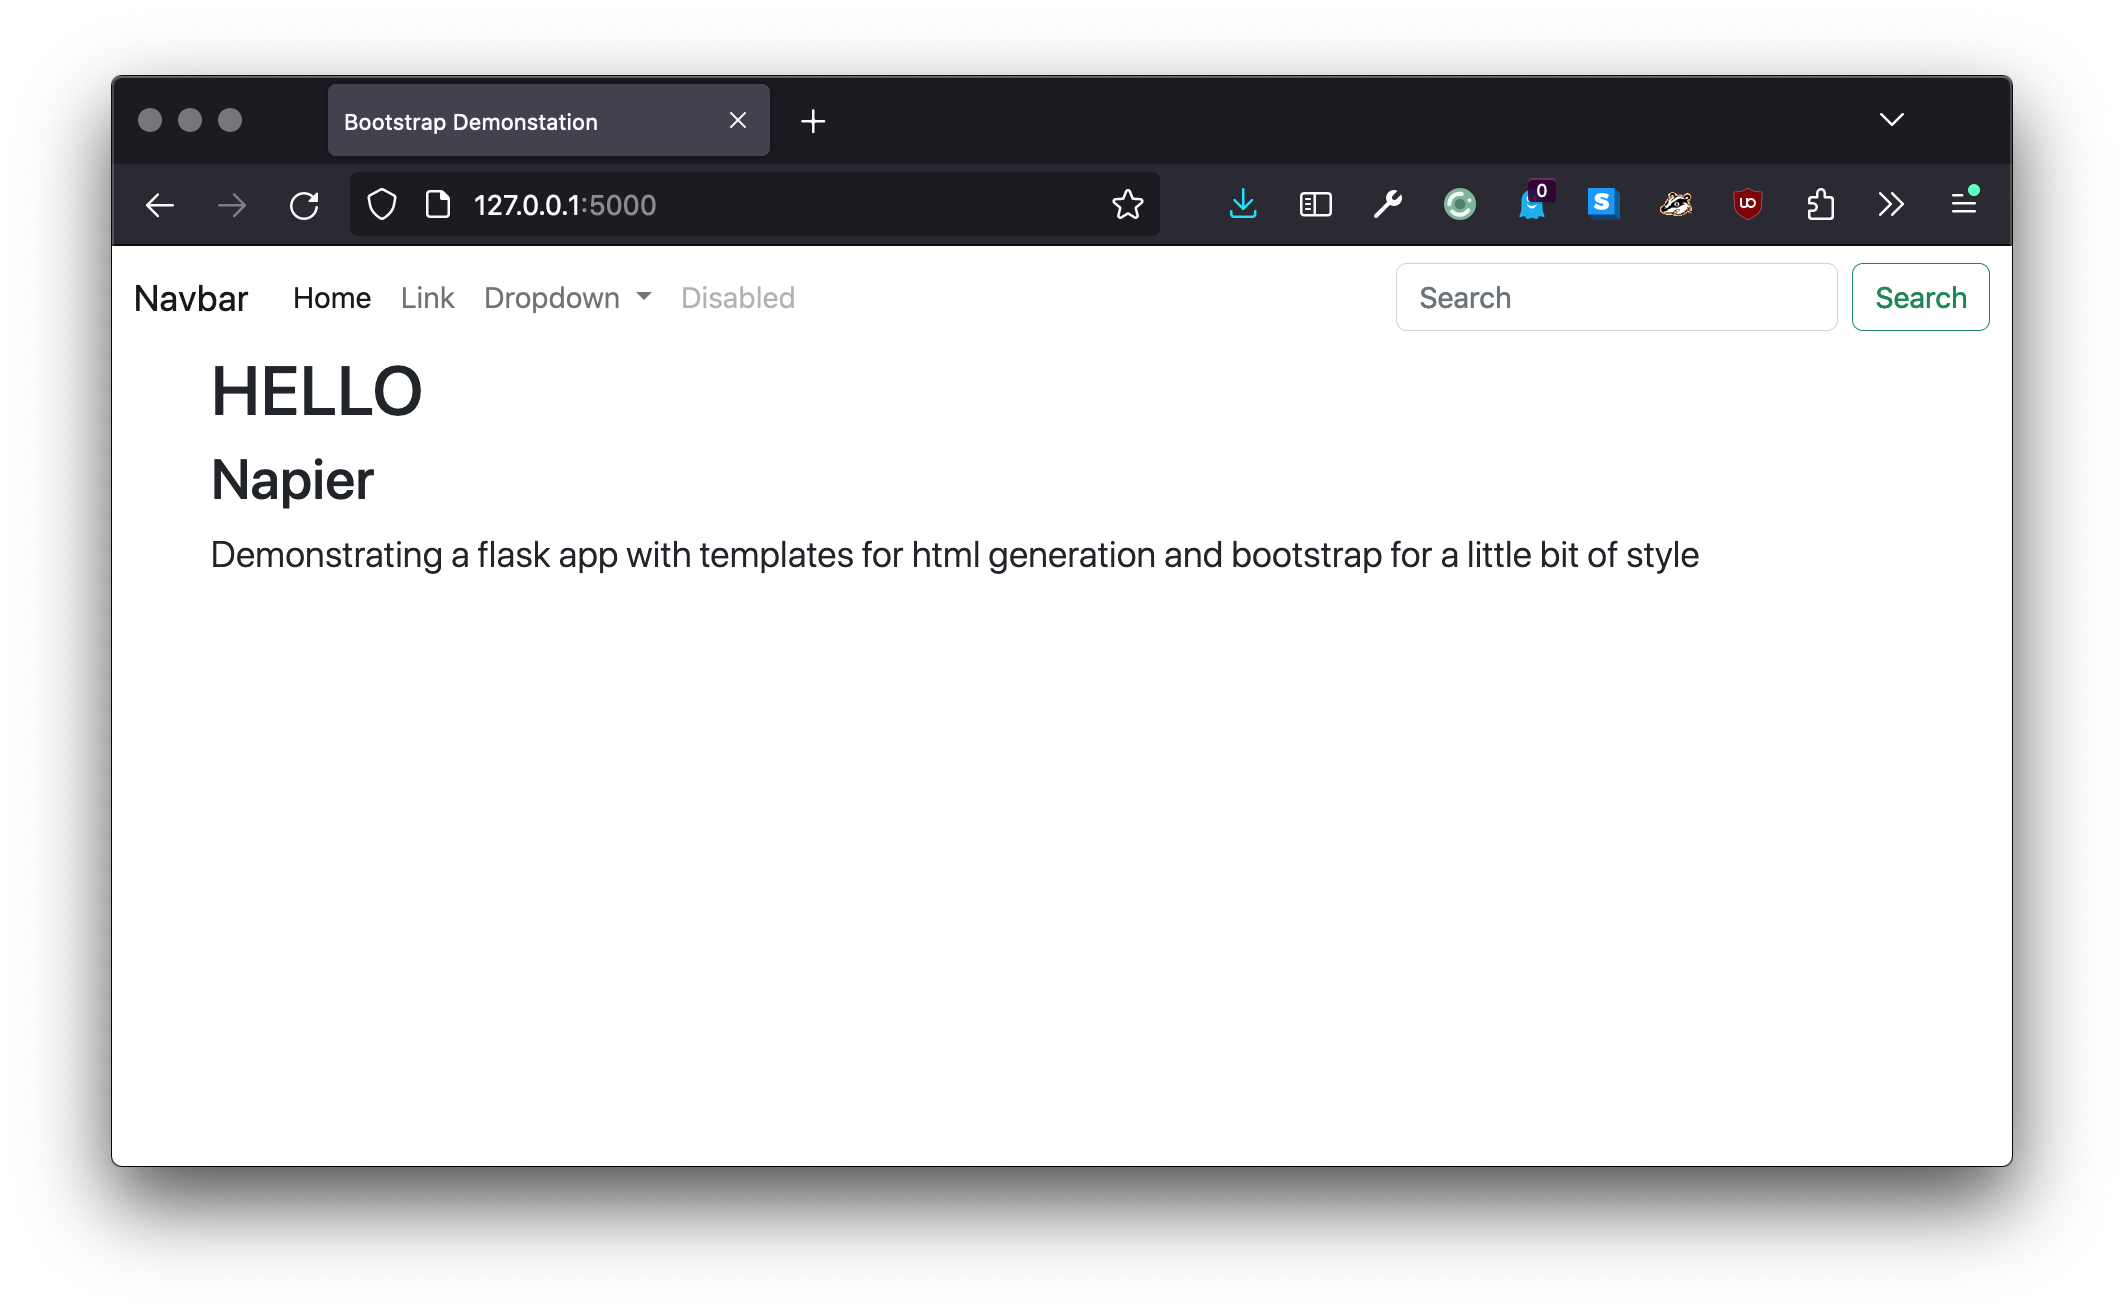 Bootstrap Demonstation
127.0.0.1:5000
0
S
uo
Navbar Home Link Dropdown Disabled Search Search
HELLO
Napier
Demonstrating a flask app with templates for html generation and bootstrap for a little bit of style